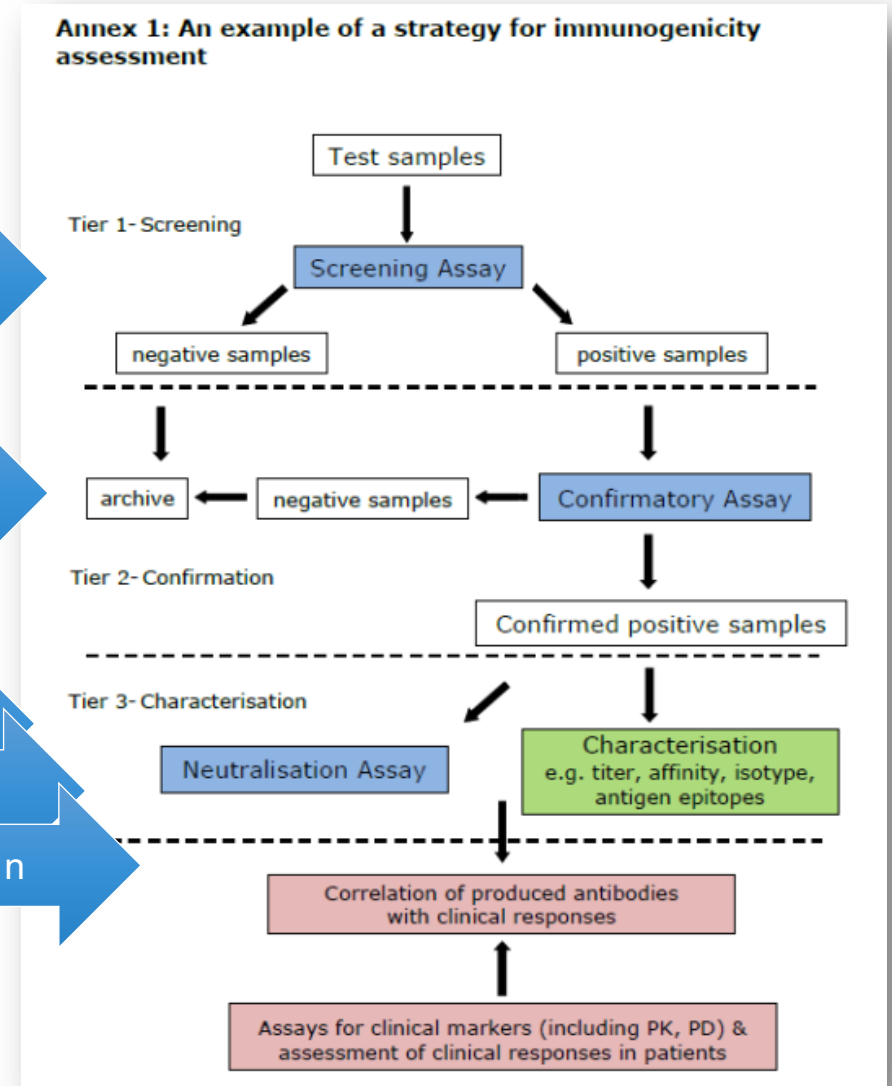 Annex 1: An example of a strategy for immunogenicity
assessment
Test samples
Tier 1- Screening
Screening Assay
negative samples
positive samples
archive
negative samples
Confirmatory Assay
Tier 2- Confirmation
Confirmed positive samples
Tier 3- Characterisation
Neutralisation Assay
Characterisation
e.g. titer, affinity, isotype,
antigen epitopes
n
Correlation of produced antibodies
with clinical responses
Assays for clinical markers (including PK, PD) &
assessment of clinical responses in patients